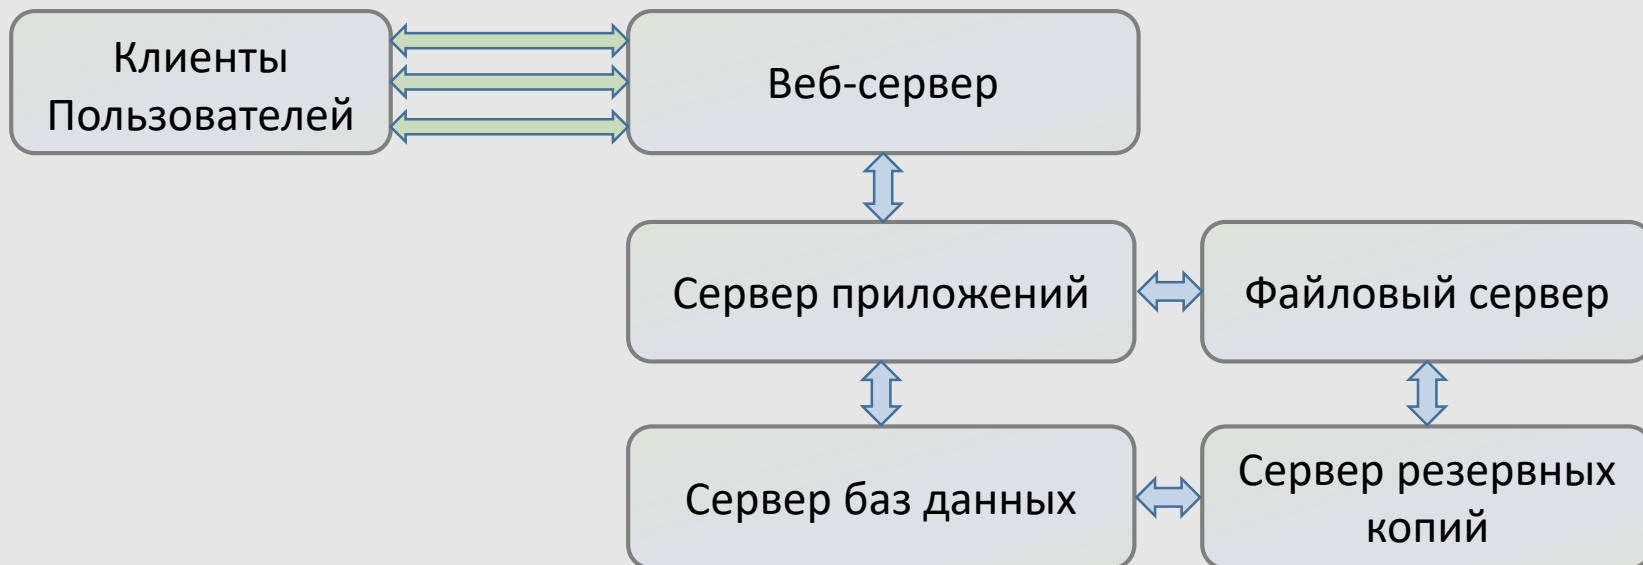 Клиенты
Пользователей
Веб-сервер
Сервер приложений
Файловый сервер
Сервер баз данных
Сервер резервных
копий